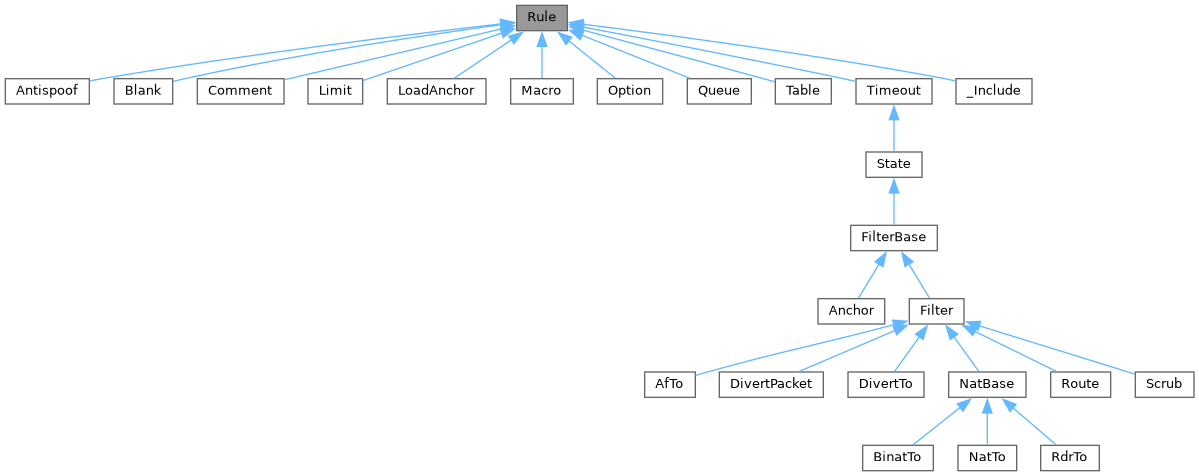 Rule
Antispoof Blank Comment Limit LoadAnchor Macro Option Queue Table Timeout _Include
State
FilterBase
Anchor Filter
AfTo DivertPacket DivertTo NatBase Route Scrub
BinatTo NatTo RdrTo